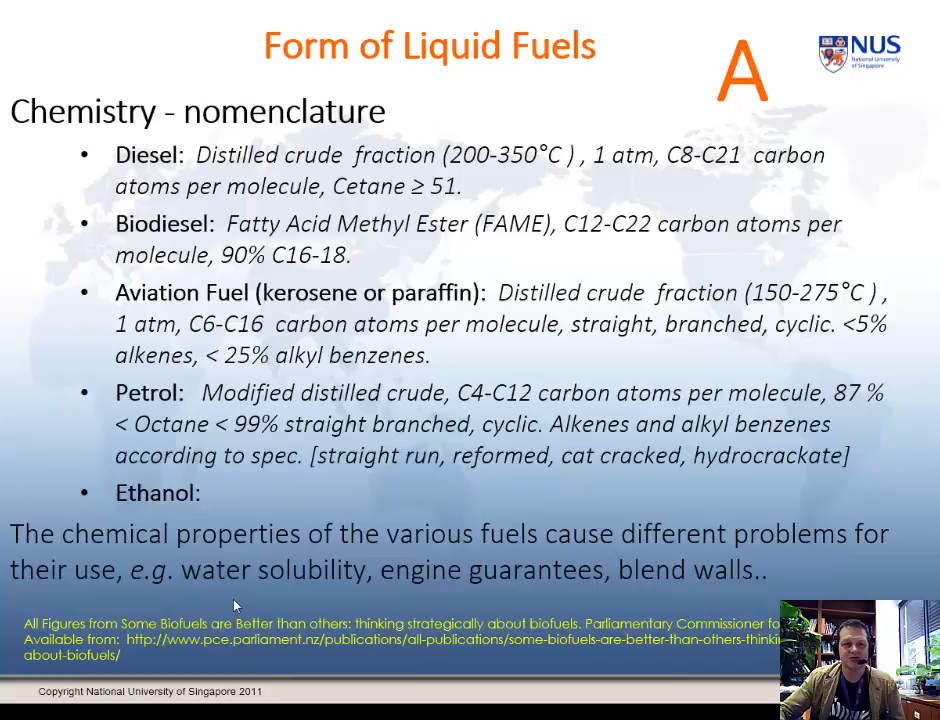 Form of Liquid Fuels
A
NUS
National University
of Singapore
Chemistry - nomenclature
• Diesel: Distilled crude fraction (200-350°C ) , 1 atm, C8-C21 carbon
atoms per molecule, Cetane ≥ 51.
• Biodiesel: Fatty Acid Methyl Ester (FAME), C12-C22 carbon atoms per
molecule, 90% C16-18.
• Aviation Fuel (kerosene or paraffin): Distilled crude fraction (150-275°C ) ,
1 atm, C6-C16 carbon atoms per molecule, straight, branched, cyclic. <5%
alkenes, < 25% alkyl benzenes.
• Petrol: Modified distilled crude, C4-C12 carbon atoms per molecule, 87 %
< Octane < 99% straight branched, cyclic. Alkenes and alkyl benzenes
according to spec. [straight run, reformed, cat cracked, hydrocrackate]
• Ethanol:
The chemical properties of the various fuels cause different problems for
their use, e.g. water solubility, engine guarantees, blend walls..
All Figures from Some Biofuels are Better than others: thinking strategically about biofuels. Parliamentary Commissioner fo
Available from: http://www.pce.parliament.nz/publications/all-publications/some-biofuels-are-better-than-others-thinki
about-biofuels/
Copyright National University of Singapore 2011